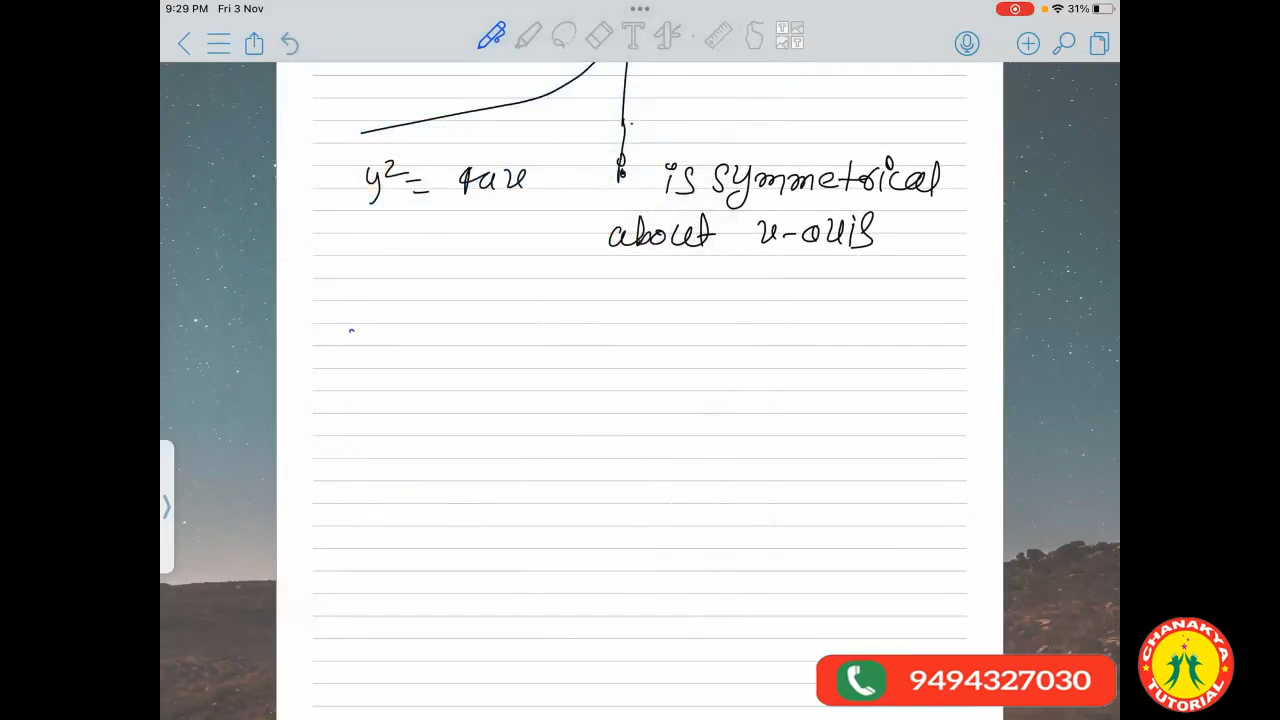 9:29 PM Fri 3 Nov
31%
y² = 4ax is symmetrical
about x-axis
9494327030
CHANAKYA
TUTORIAL